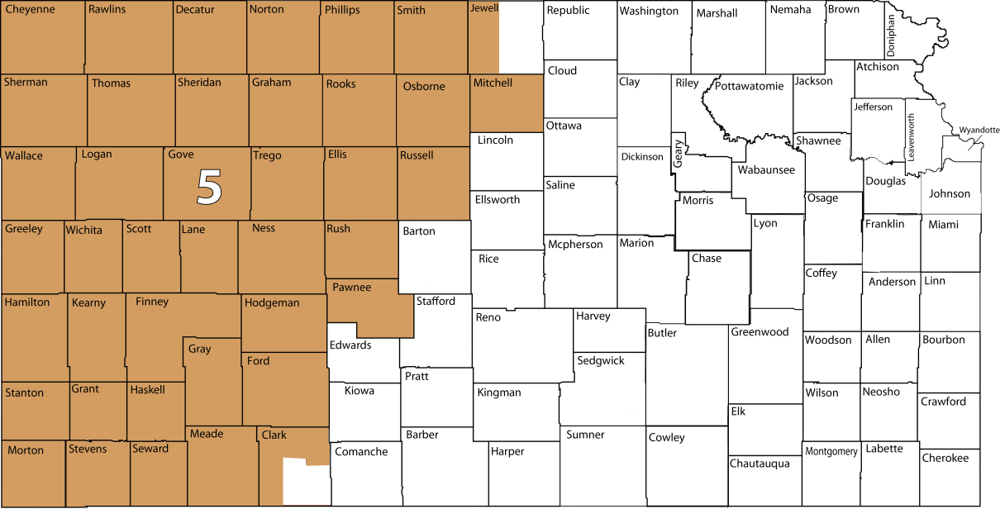 Cheyenne Rawlins Decatur Norton Phillips Smith Jewell Republic Washington Marshall Nemaha Brown Doniphan
Cloud Atchison
Sherman Thomas Sheridan Graham Rooks Osborne Mitchell Clay Riley Pottawatomie Jackson
Jefferson Leavenworth
Ottawa Wyandotte
Lincoln Shawnee
Wallace Logan Gove Trego Ellis Russell Dickinson Geary
Wabaunsee
5
Saline Douglas
Ellsworth Morris Osage Johnson
Greeley Wichita Scott Lane Ness Rush Barton Lyon Franklin Miami
Mcpherson Marion
Rice Chase
Pawnee Coffey Anderson Linn
Hamilton Kearny Finney Hodgeman Stafford
Reno Harvey
Edwards Butler Greenwood
Gray Woodson Allen Bourbon
Ford Sedgwick
Pratt
Stanton Grant Haskell Kiowa Kingman Wilson Neosho
Crawford
Elk
Meade Clark Barber Sumner Cowley
Morton Stevens Seward Comanche Harper Montgomery Labette
Chautauqua Cherokee